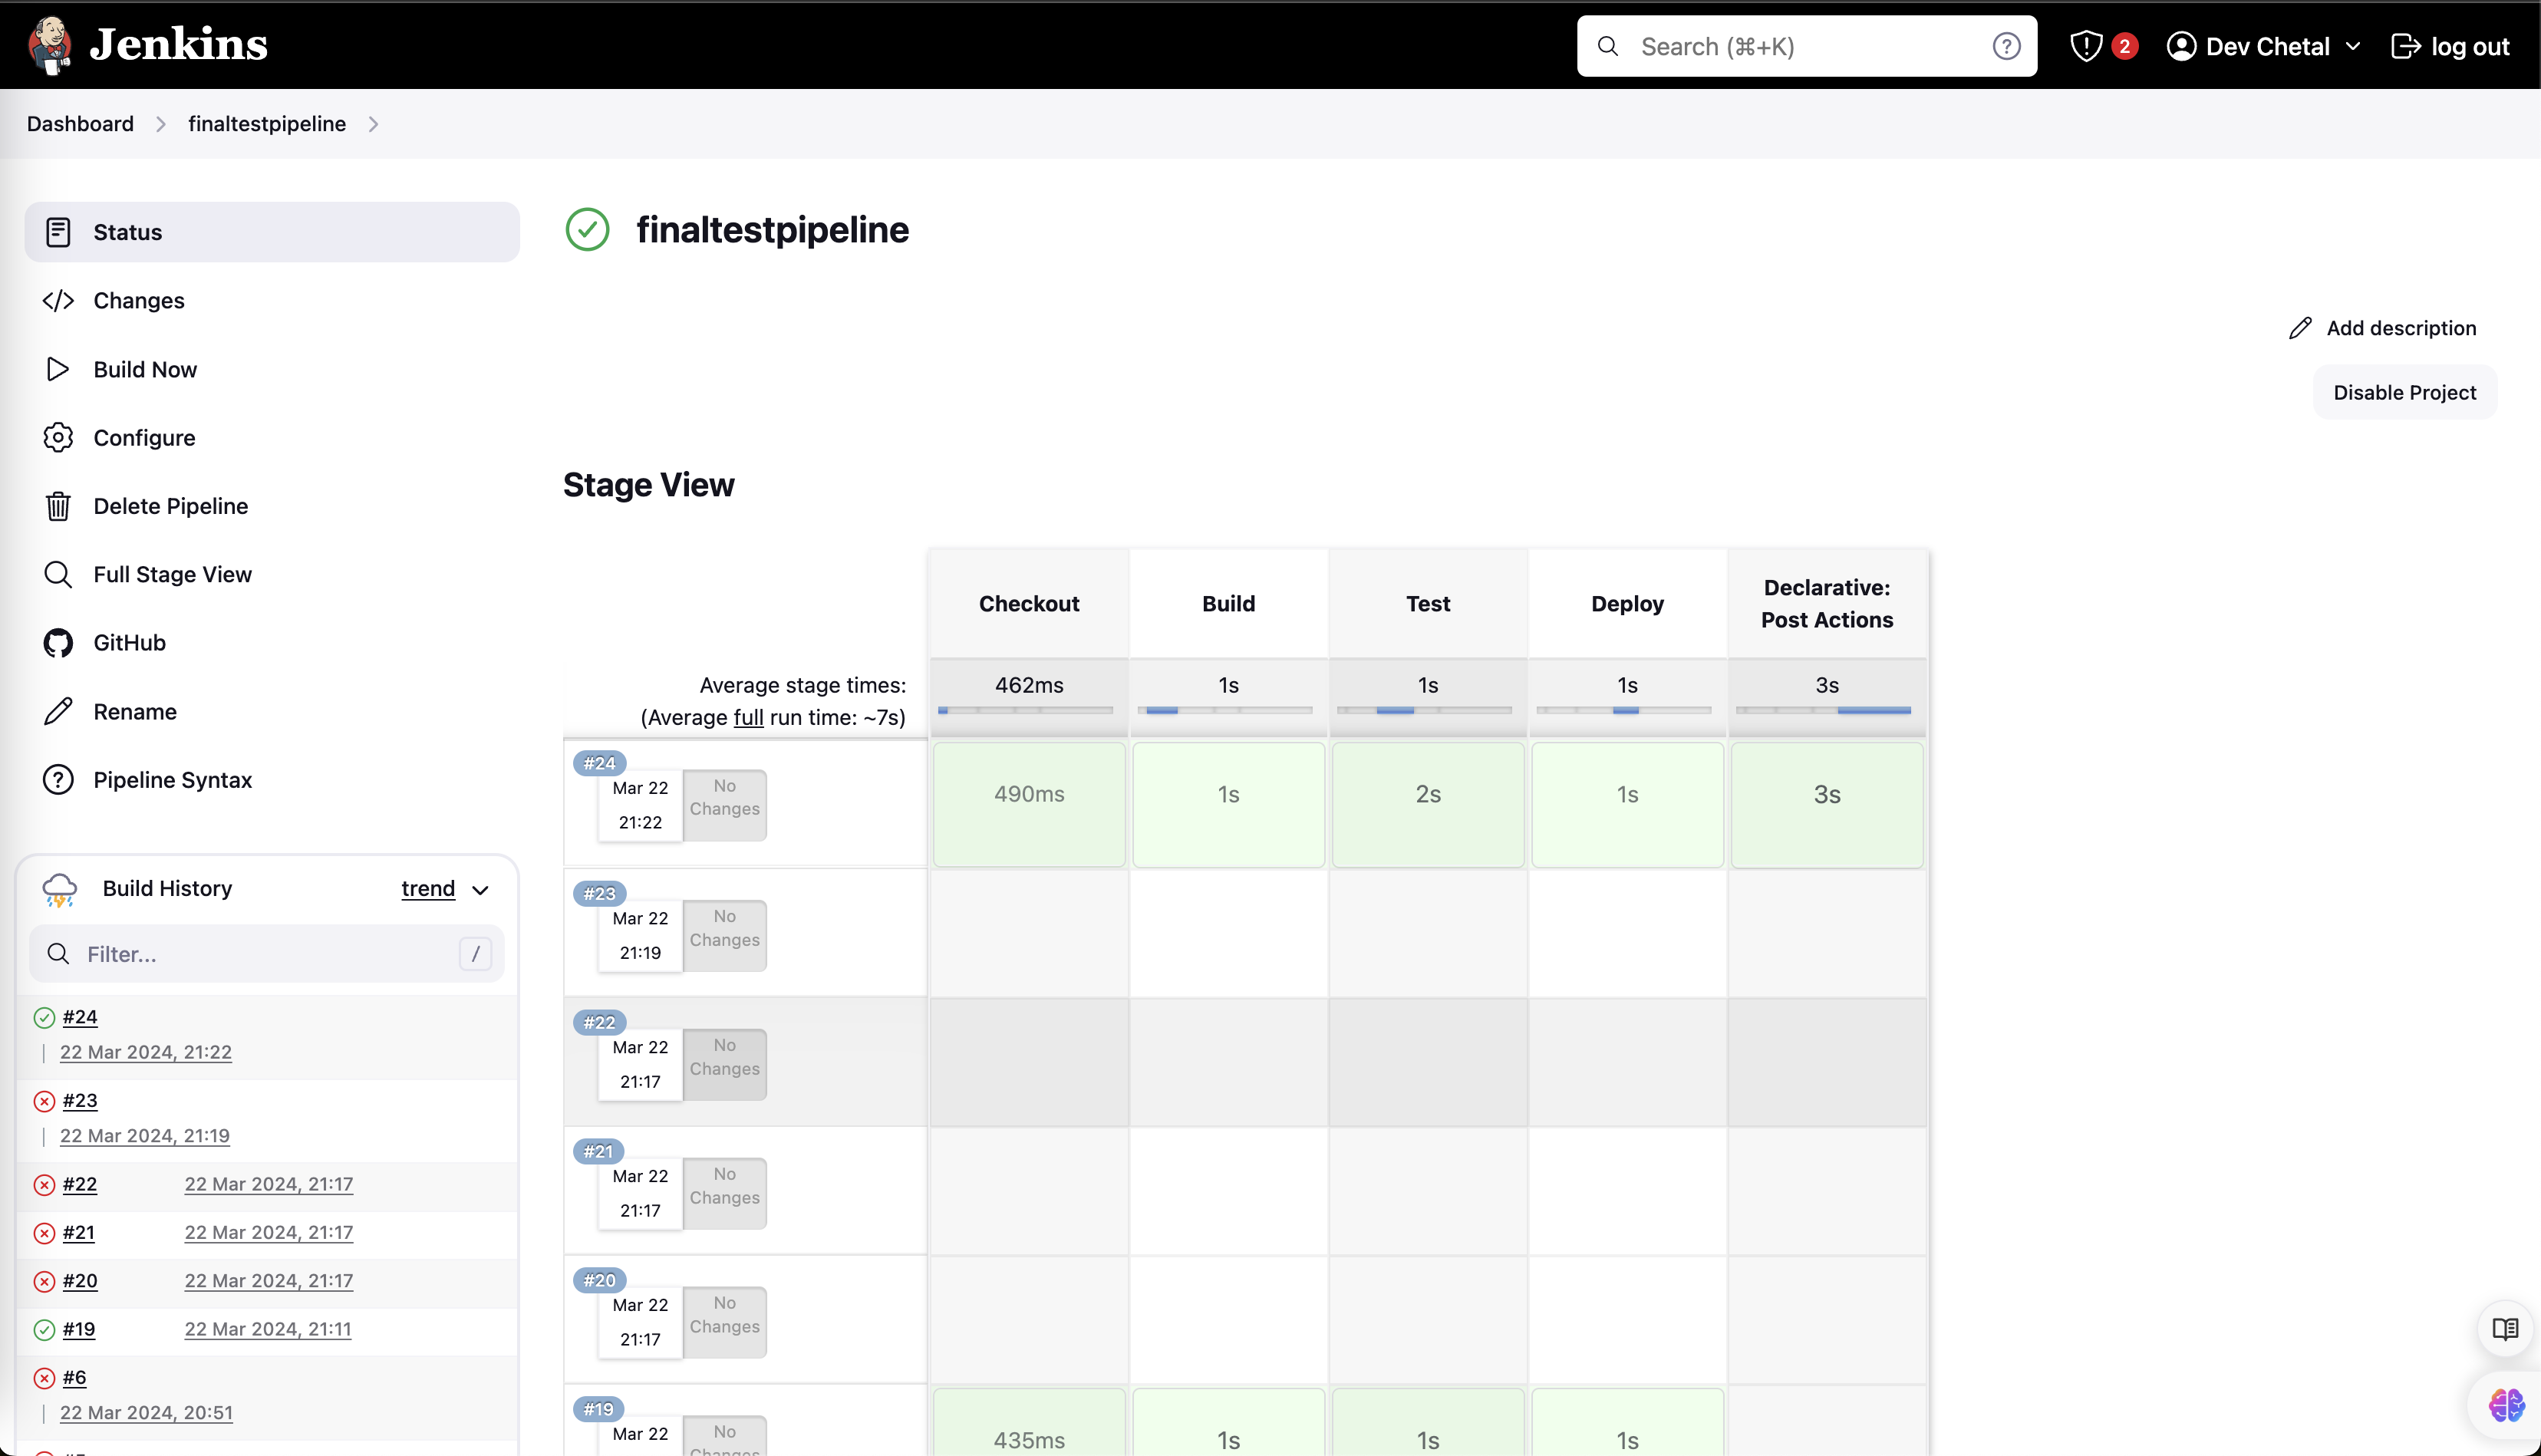 Jenkins
Search (⌘+K)
2
Dev Chetal
log out
Dashboard
finaltestpipeline
Status
Changes
Build Now
Configure
Delete Pipeline
Full Stage View
GitHub
Rename
Pipeline Syntax
Build History
trend
Filter...
/
#24
22 Mar 2024, 21:22
#23
22 Mar 2024, 21:19
#22 22 Mar 2024, 21:17
#21 22 Mar 2024, 21:17
#20 22 Mar 2024, 21:17
#19 22 Mar 2024, 21:11
#6
22 Mar 2024, 20:51
finaltestpipeline
Add description
Disable Project
Stage View
Checkout Build Test Deploy Declarative:
Post Actions
Average stage times:
(Average full run time: ~7s)
462ms 1s 1s 1s 3s
#24
Mar 22
21:22
No
Changes
490ms 1s 2s 1s 3s
#23
Mar 22
21:19
No
Changes
#22
Mar 22
21:17
No
Changes
#21
Mar 22
21:17
No
Changes
#20
Mar 22
21:17
No
Changes
#19
Mar 22
No
Changes
435ms 1s 1s 1s